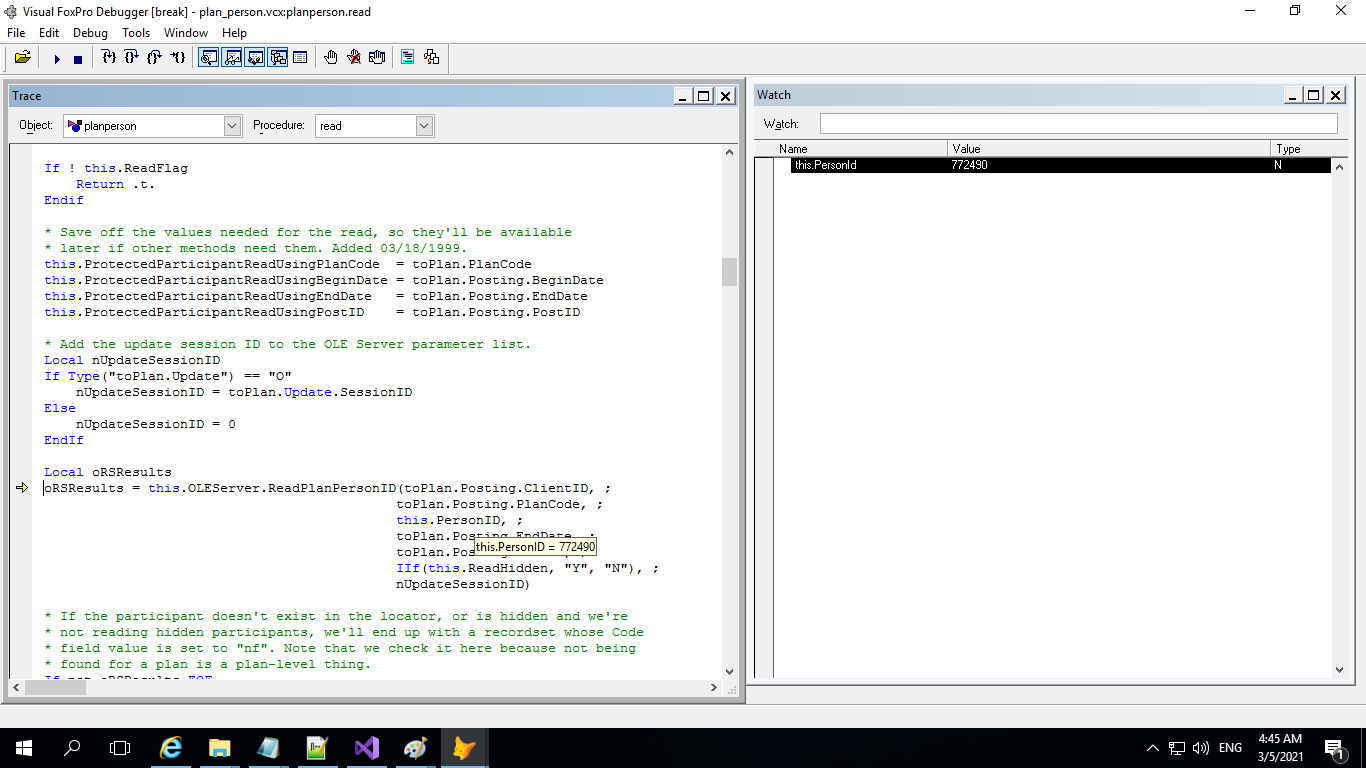 Visual FoxPro Debugger [break] - plan_person.vcx:planperson.read
File Edit Debug Tools Window Help
Trace
Object: planperson Procedure: read
If ! this.ReadFlag
Return .t.
Endif
* Save off the values needed for the read, so they'll be available
* later if other methods need them. Added 03/18/1999.
this.ProtectedParticipantReadUsingPlanCode = toPlan.PlanCode
this.ProtectedParticipantReadUsingBeginDate = toPlan.Posting.BeginDate
this.ProtectedParticipantReadUsingEndDate = toPlan.Posting.EndDate
this.ProtectedParticipantReadUsingPostID = toPlan.Posting.PostID
* Add the update session ID to the OLE Server parameter list.
Local nUpdateSessionID
If Type("toPlan.Update") == "O"
nUpdateSessionID = toPlan.Update.SessionID
Else
nUpdateSessionID = 0
EndIf
Local oRSResults
oRSResults = this.OLEServer.ReadPlanPersonID(toPlan.Posting.ClientID, ;
toPlan.Posting.PlanCode, ;
this.PersonID, ;
toPlan.Posting.EndDate, ;
this.PersonID = 772490
IIf(this.ReadHidden, "Y", "N"), ;
nUpdateSessionID)
* If the participant doesn't exist in the locator, or is hidden and we're
* not reading hidden participants, we'll end up with a recordset whose Code
* field value is set to "nf". Note that we check it here because not being
* found for a plan is a plan-level thing.
If not oRSResults.EOF
Watch
Watch:
Name Value Type
this.PersonId 772490 N
ENG
4:45 AM
3/5/2021
1